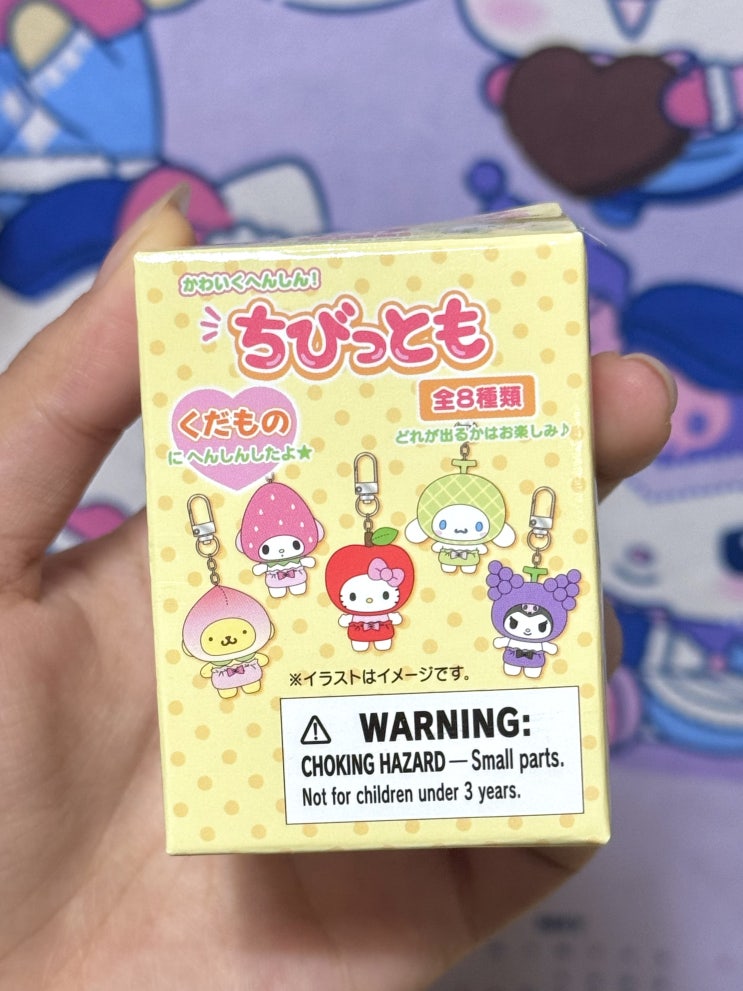 かわいくへんしん!
ちびっとも
全8種類
くだもの
に へんしんしたよ★
どれが出るかはお楽しみ♪
※イラストはイメージです。
⚠ WARNING:
CHOKING HAZARD — Small parts.
Not for children under 3 years.